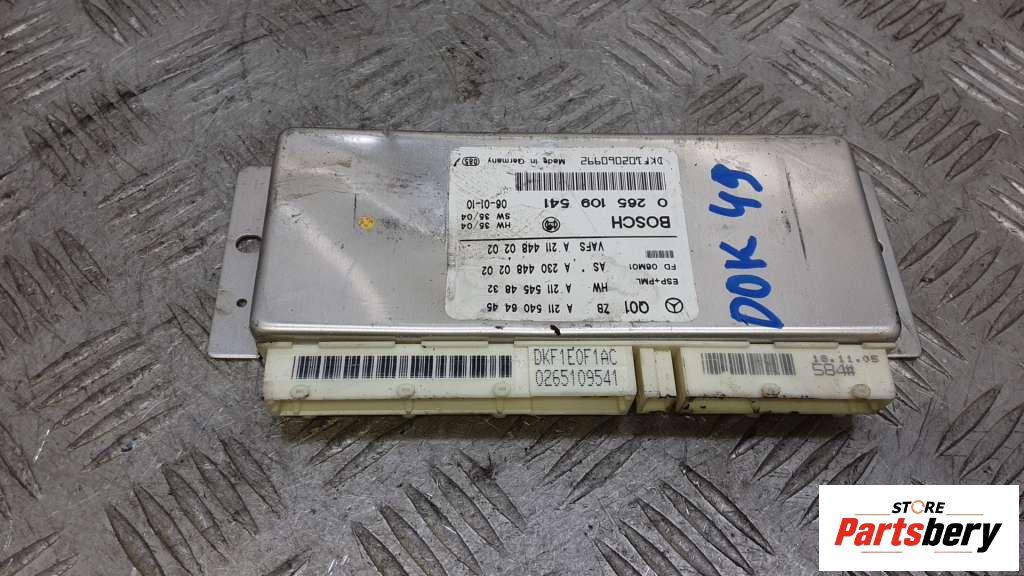 Q01 ZB A 211 540 64 45
ESP+PML HW A 211 545 48 32
FD 06M01 AS A 230 448 02 02
VAFS A 211 448 02 02
BOSCH HW 35/04
SW 35/04
0 265 109 541 06-01-10
DKF1D2060992 Made in Germany 085
DOK 49
DKF1E0F1AC
0265109541
18.11.05
584#
STORE
Partsbery